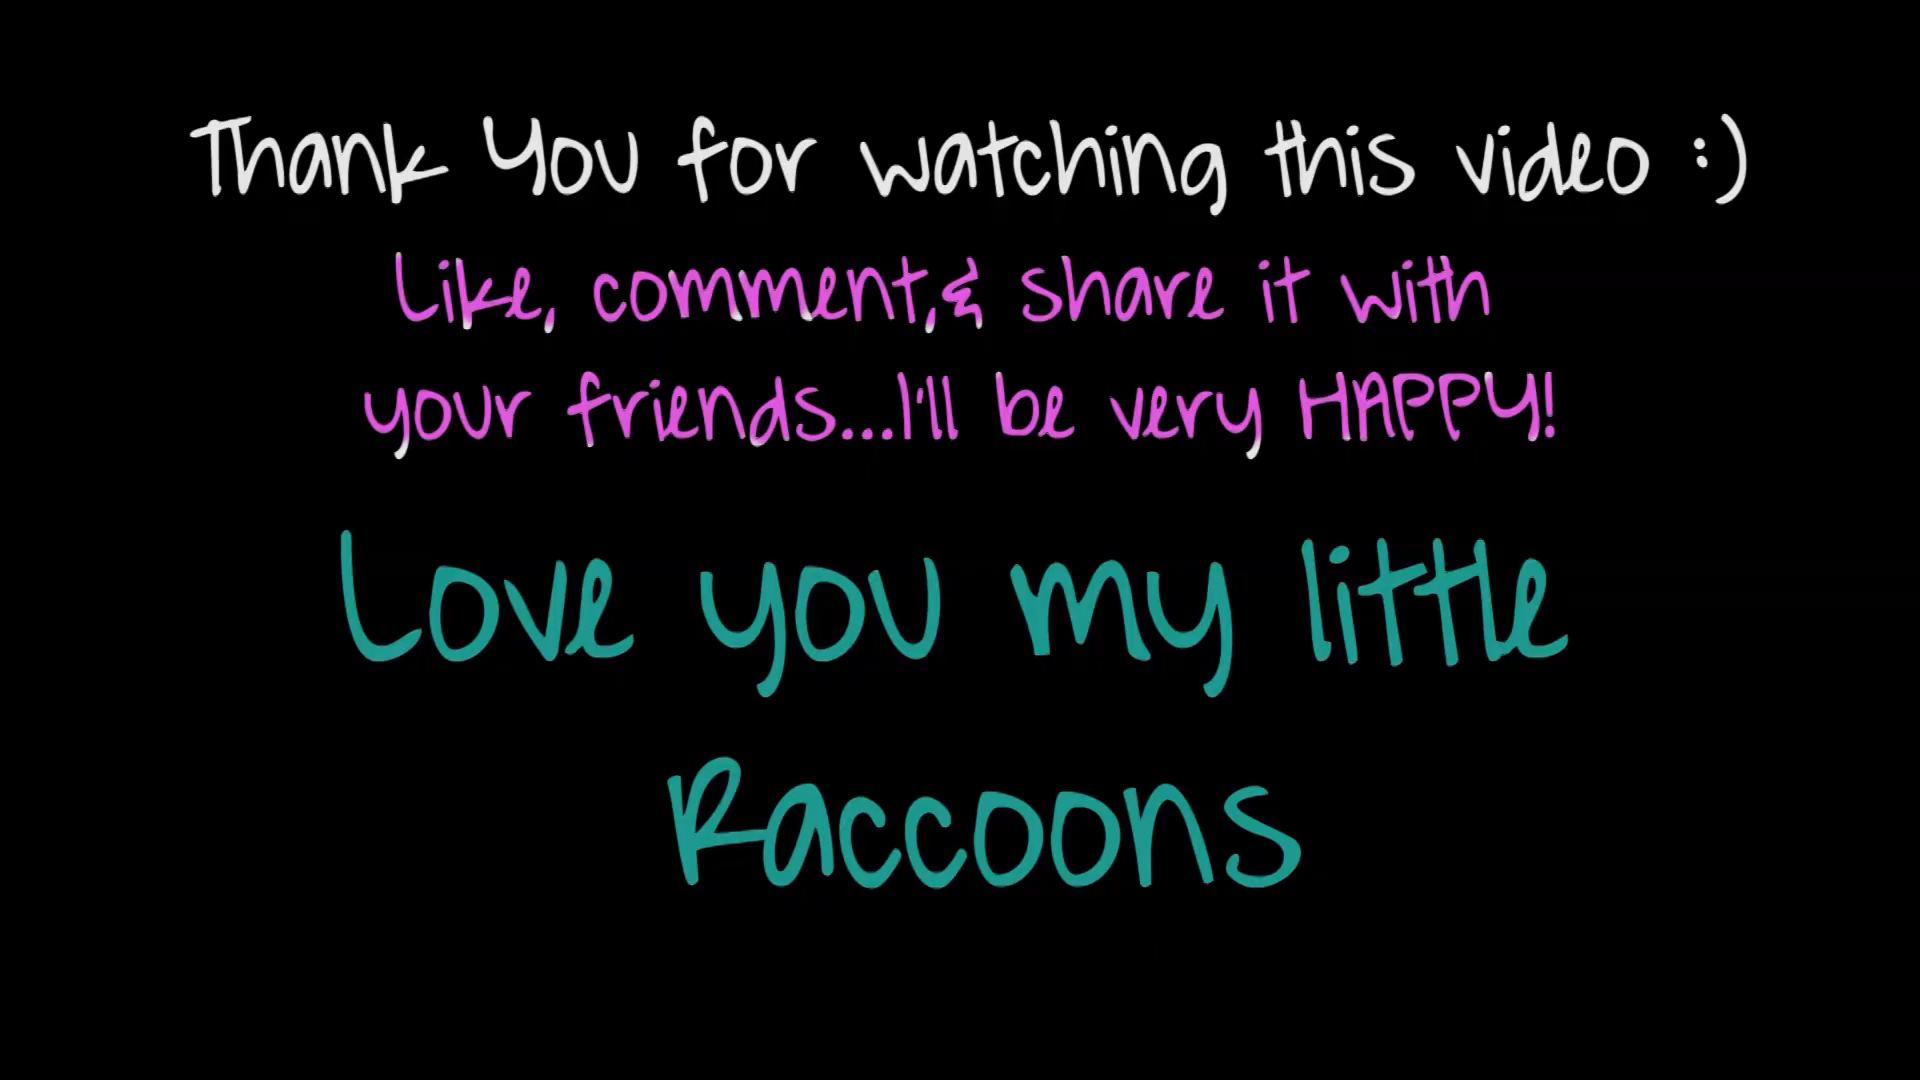 Thank You for watching this video :)
Like, comment,& share it with
your friends...I'll be very HAPPY!
Love you my little
Raccoons